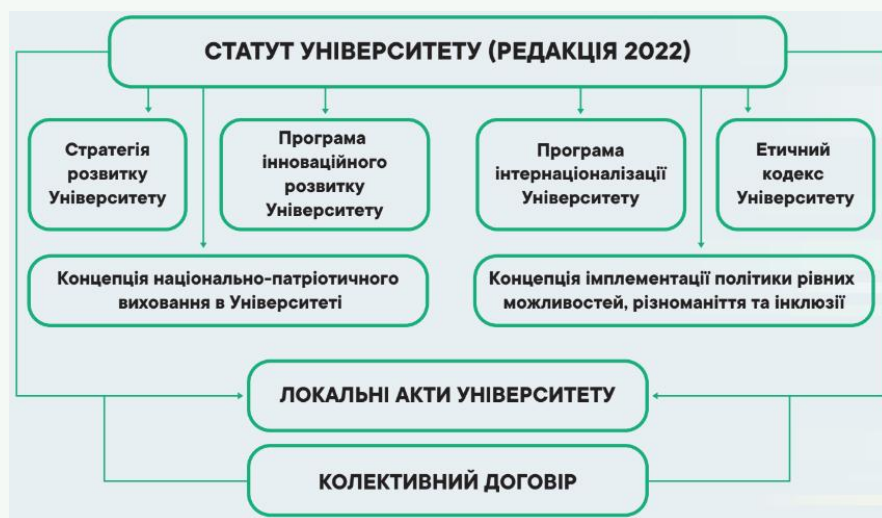 СТАТУТ УНІВЕРСИТЕТУ (РЕДАКЦІЯ 2022)
Стратегія
розвитку
Університету
Програма
інноваційного
розвитку
Університету
Програма
інтернаціоналізації
Університету
Етичний
кодекс
Університету
Концепція національно-патріотичного
виховання в Університеті
Концепція імплементації політики рівних
можливостей, різноманіття та інклюзії
ЛОКАЛЬНІ АКТИ УНІВЕРСИТЕТУ
КОЛЕКТИВНИЙ ДОГОВІР